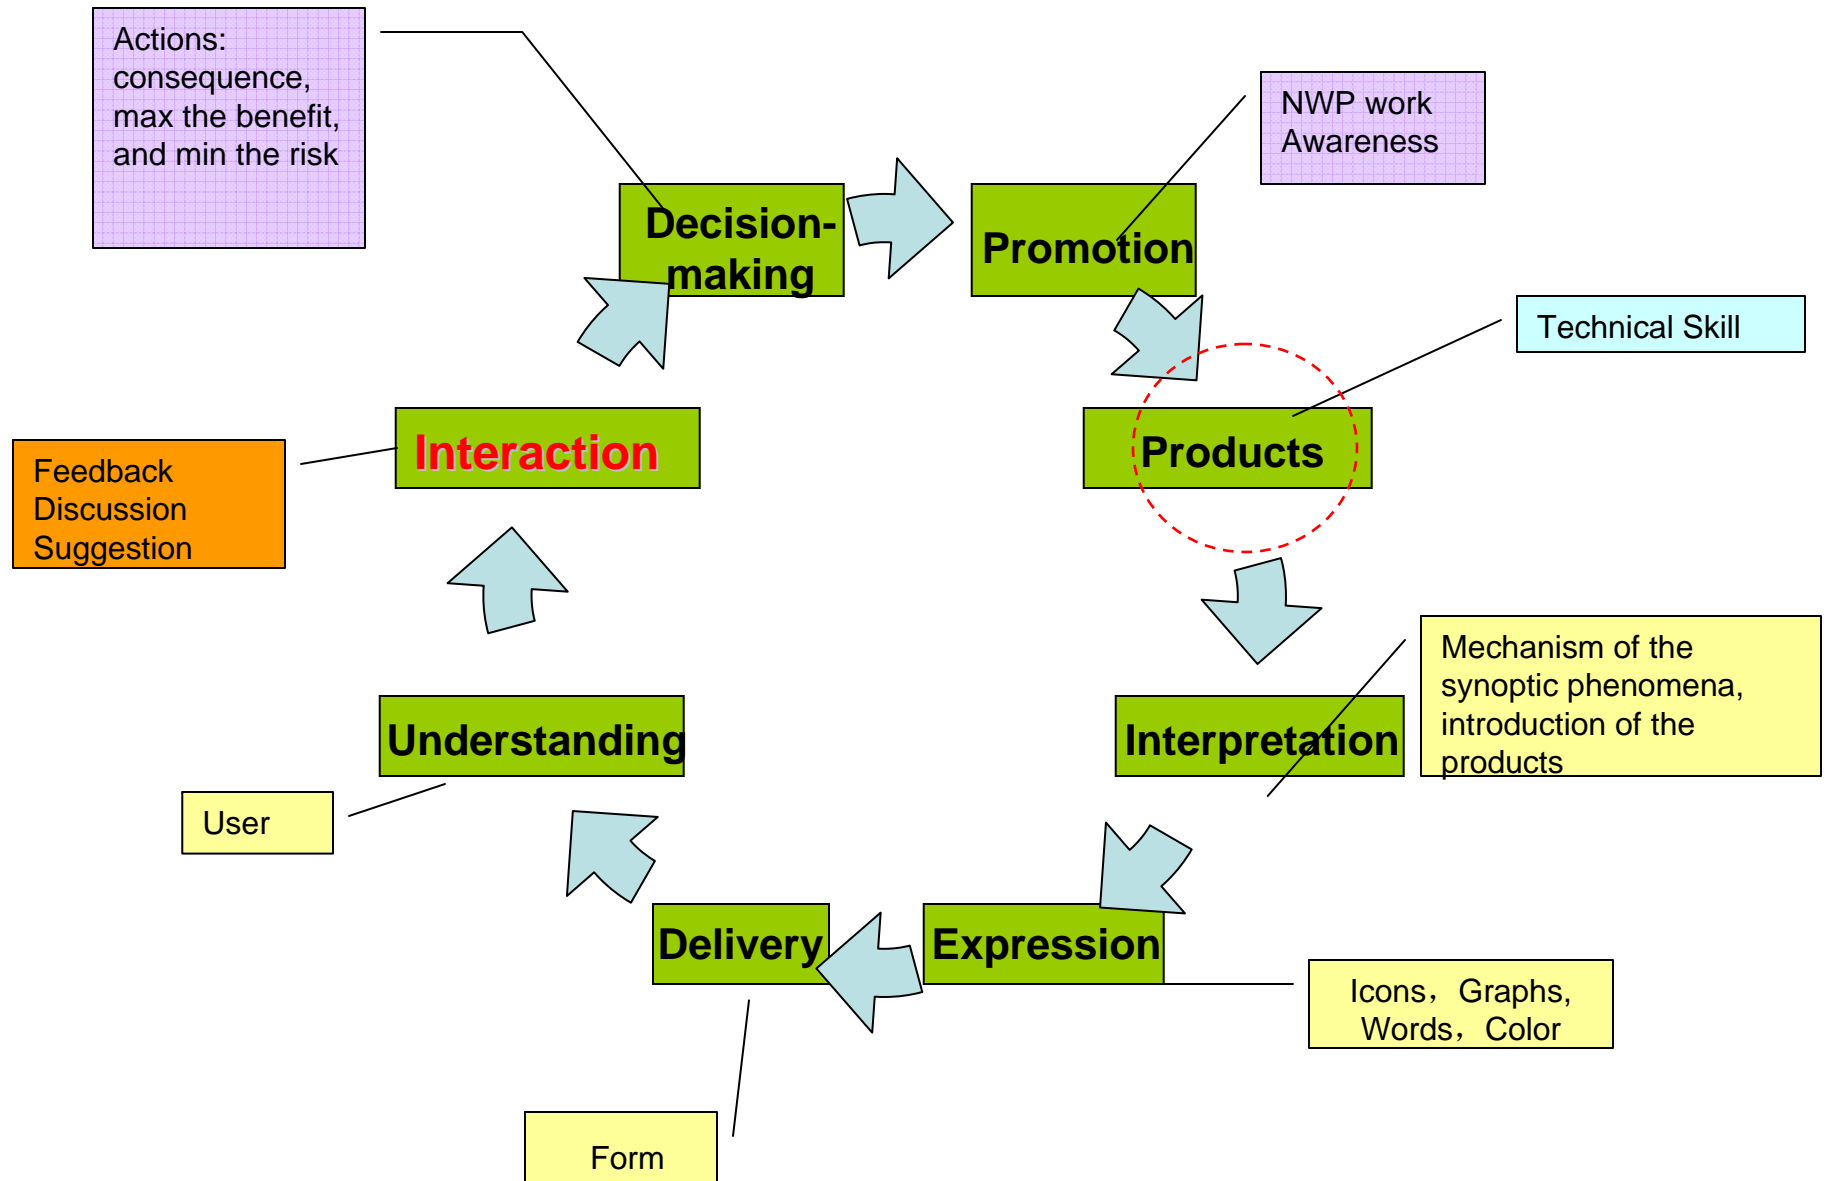 Actions:
consequence,
max the benefit,
and min the risk
NWP work
Awareness
Decision-
making
Promotion
Technical Skill
Interaction
Products
Feedback
Discussion
Suggestion
Mechanism of the
synoptic phenomena,
introduction of the
products
Understanding
Interpretation
User
Delivery
Expression
Icons，Graphs,
Words，Color
Form